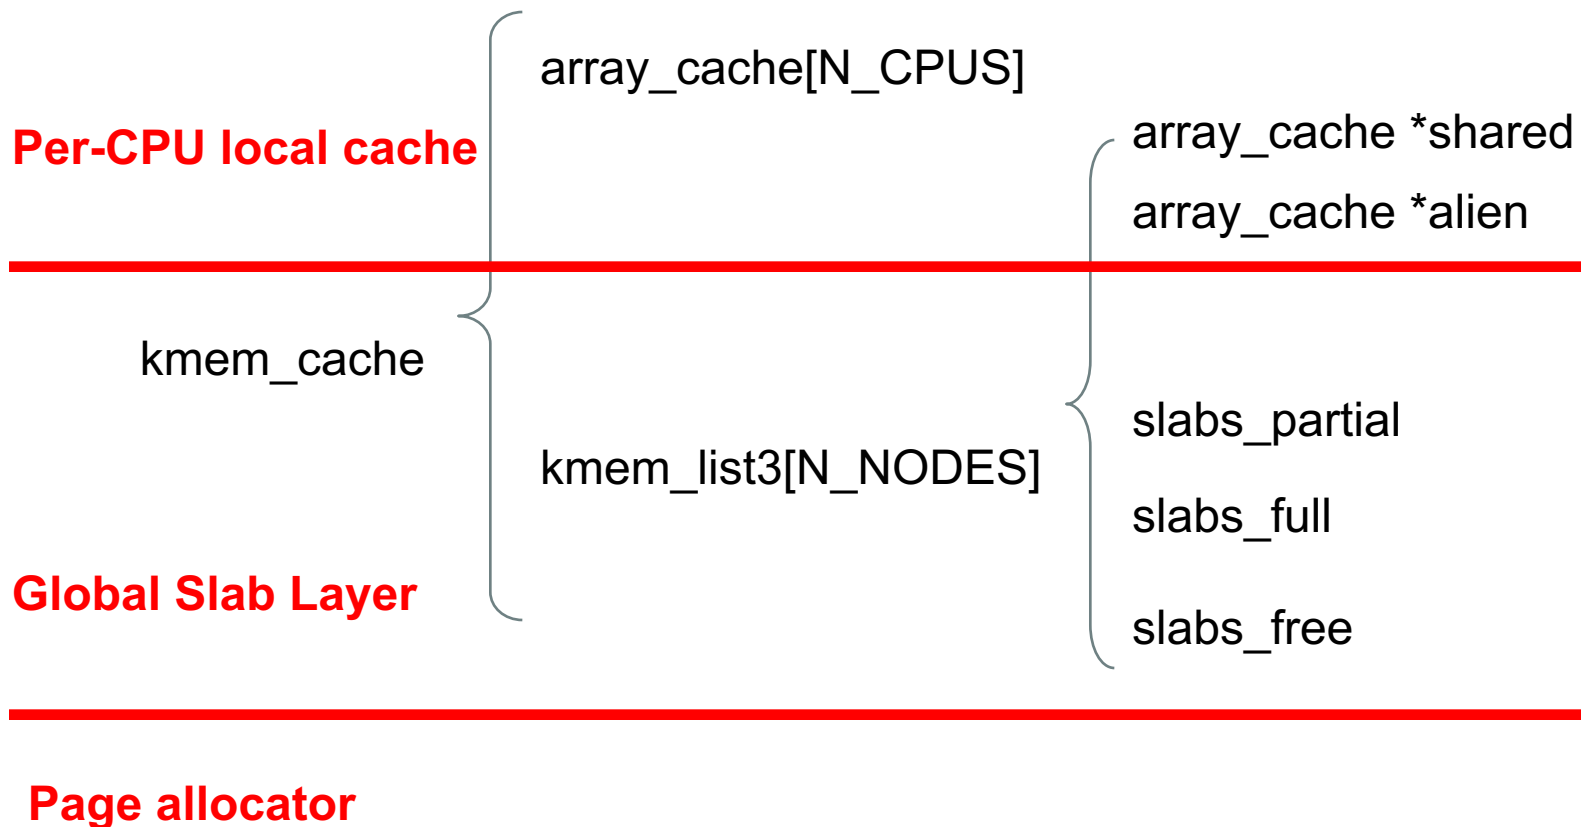 array_cache[N_CPUS]
Per-CPU local cache
array_cache *shared
array_cache *alien
kmem_cache
kmem_list3[N_NODES]
slabs_partial
slabs_full
Global Slab Layer
slabs_free
Page allocator